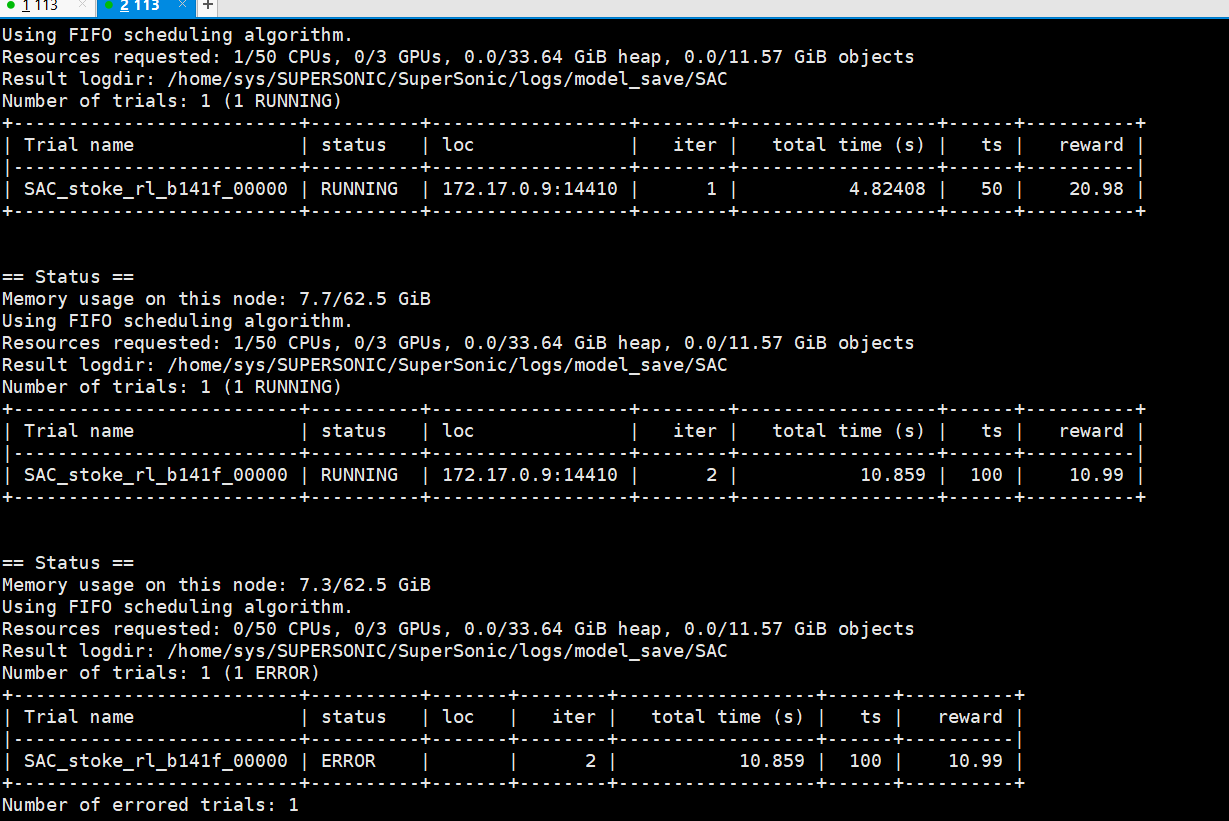 1 113 × 2 113 × +
Using FIFO scheduling algorithm.
Resources requested: 1/50 CPUs, 0/3 GPUs, 0.0/33.64 GiB heap, 0.0/11.57 GiB objects
Result logdir: /home/sys/SUPERSONIC/SuperSonic/logs/model_save/SAC
Number of trials: 1 (1 RUNNING)
+--------------------------+----------+------------------+--------+------------------+------+----------+
| Trial name               | status   | loc              |   iter |   total time (s) |   ts |   reward |
|--------------------------+----------+------------------+--------+------------------+------+----------|
| SAC_stoke_rl_b141f_00000 | RUNNING  | 172.17.0.9:14410 |      1 |          4.82408 |   50 |    20.98 |
+--------------------------+----------+------------------+--------+------------------+------+----------+
== Status ==
Memory usage on this node: 7.7/62.5 GiB
Using FIFO scheduling algorithm.
Resources requested: 1/50 CPUs, 0/3 GPUs, 0.0/33.64 GiB heap, 0.0/11.57 GiB objects
Result logdir: /home/sys/SUPERSONIC/SuperSonic/logs/model_save/SAC
Number of trials: 1 (1 RUNNING)
+--------------------------+----------+------------------+--------+------------------+------+----------+
| Trial name               | status   | loc              |   iter |   total time (s) |   ts |   reward |
|--------------------------+----------+------------------+--------+------------------+------+----------|
| SAC_stoke_rl_b141f_00000 | RUNNING  | 172.17.0.9:14410 |      2 |           10.859 |  100 |    10.99 |
+--------------------------+----------+------------------+--------+------------------+------+----------+
== Status ==
Memory usage on this node: 7.3/62.5 GiB
Using FIFO scheduling algorithm.
Resources requested: 0/50 CPUs, 0/3 GPUs, 0.0/33.64 GiB heap, 0.0/11.57 GiB objects
Result logdir: /home/sys/SUPERSONIC/SuperSonic/logs/model_save/SAC
Number of trials: 1 (1 ERROR)
+--------------------------+----------+-------+--------+------------------+------+----------+
| Trial name               | status   | loc   |   iter |   total time (s) |   ts |   reward |
|--------------------------+----------+-------+--------+------------------+------+----------|
| SAC_stoke_rl_b141f_00000 | ERROR    |       |      2 |           10.859 |  100 |    10.99 |
+--------------------------+----------+-------+--------+------------------+------+----------+
Number of errored trials: 1